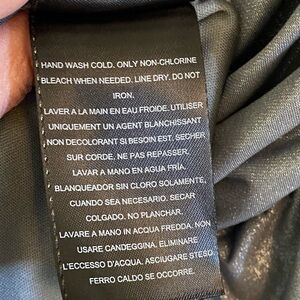 HAND WASH COLD. ONLY NON-CHLORINE
BLEACH WHEN NEEDED. LINE DRY. DO NOT
IRON.
LAVER A LA MAIN EN EAU FROIDE. UTILISER
UNIQUEMENT UN AGENT BLANCHISSANT
NON DECOLORANT SI BESOIN EST. SECHER
SUR CORDE. NE PAS REPASSER.
LAVAR A MANO EN AGUA FRÍA.
BLANQUEADOR SIN CLORO SOLAMENTE,
CUANDO SEA NECESARIO. SECAR
COLGADO. NO PLANCHAR.
LAVARE A MANO IN ACQUA FREDDA. NON
USARE CANDEGGINA. ELIMINARE
L'ECCESSO D'ACQUA. ASCIUGARE STESO.
FERRO CALDO SE OCCORRE.